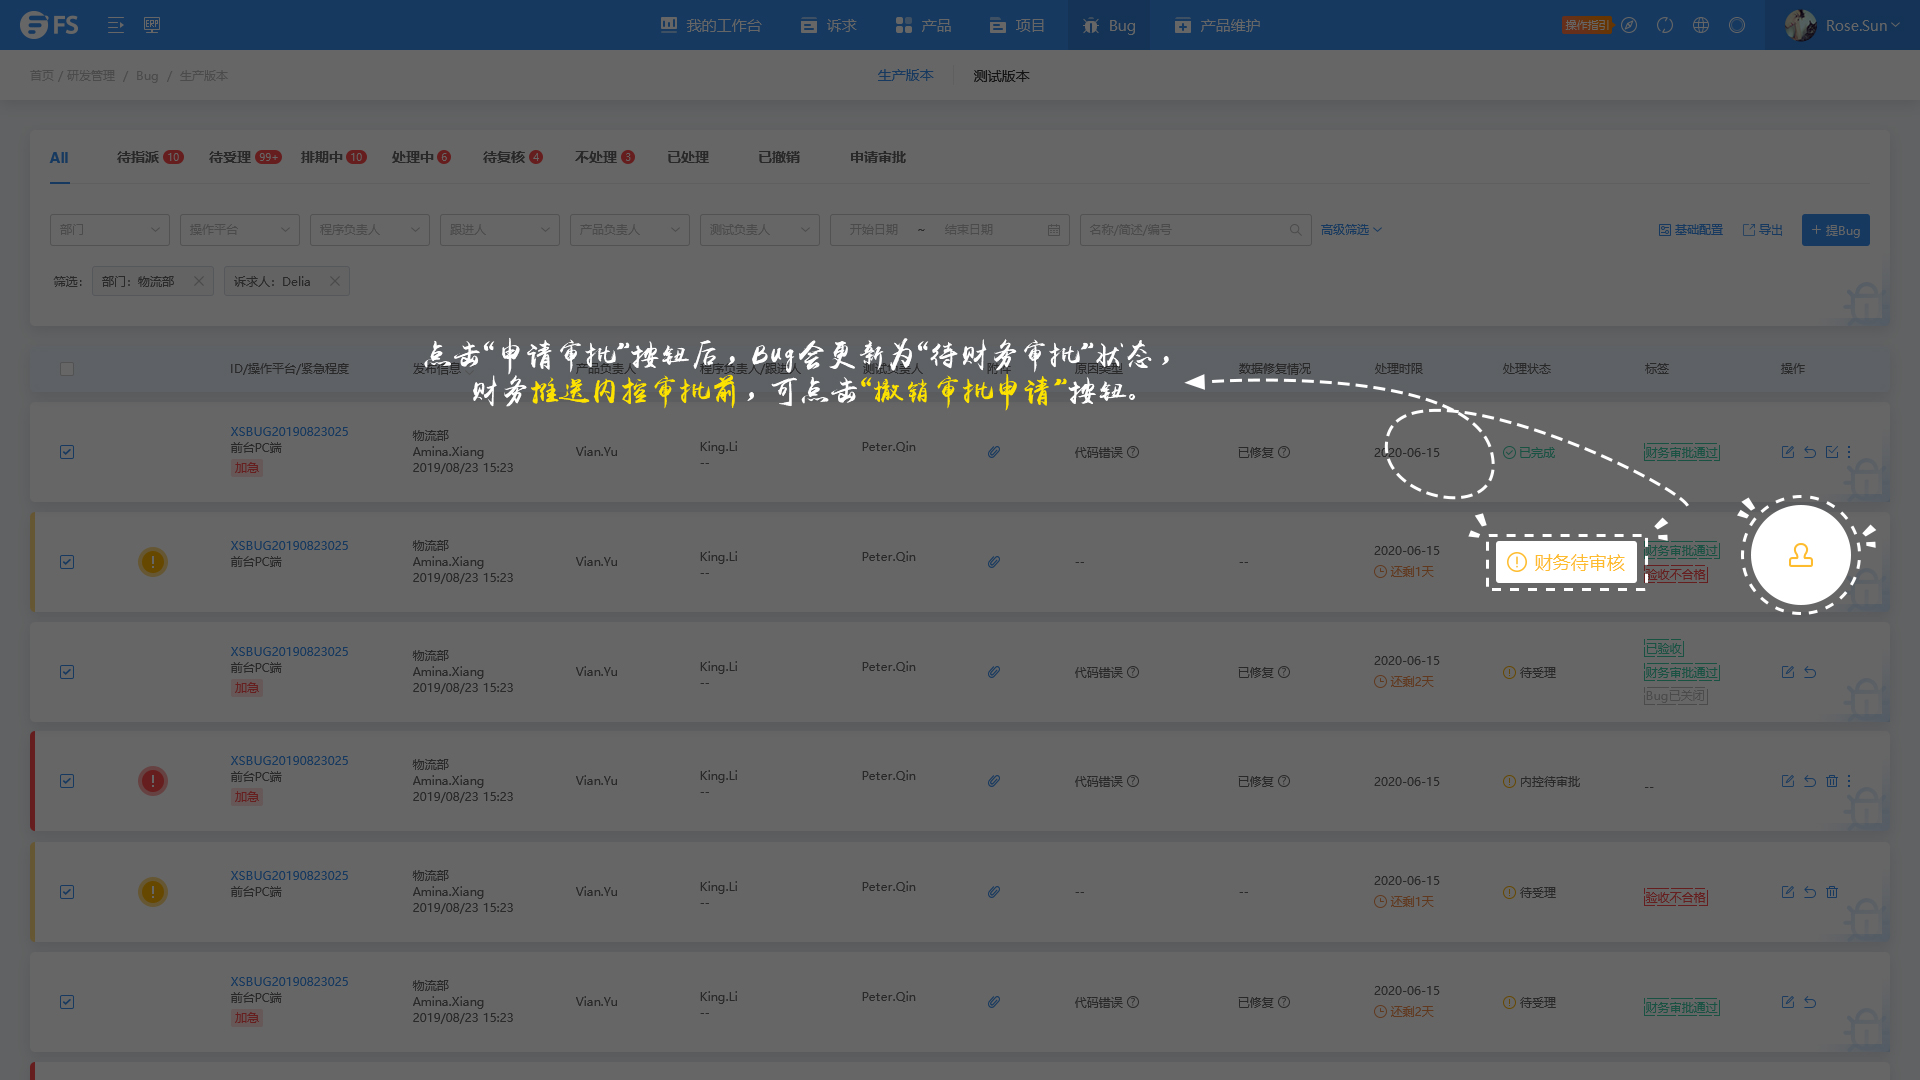 FS
ERP
我的工作台
诉求
产品
项目
Bug
产品维护
操作指引
Rose.Sun
首页 / 研发管理 / Bug / 生产版本
生产版本
测试版本
All
待指派 10
待受理 99+
排期中 10
处理中 6
待复核 4
不处理 3
已处理
已撤销
申请审批
部门
操作平台
程序负责人
跟进人
产品负责人
测试负责人
开始日期 ~ 结束日期
名称/简述/编号
高级筛选
基础配置
导出
+ 提Bug
筛选:
部门：物流部
诉求人：Delia
点击“申请审批”按钮后，Bug会更新为“待财务审批”状态，
财务推送内控审批前，可点击“撤销审批申请”按钮。
ID/操作平台/紧急程度
发布信息
产品负责人
程序负责人/跟进人
测试负责人
附件
原因类型
数据修复情况
处理时限
处理状态
标签
操作
XSBUG20190823025
前台PC端
加急
物流部
Amina.Xiang
2019/08/23 15:23
Vian.Yu
King.Li
--
Peter.Qin
代码错误
已修复
2020-06-15
已完成
财务审批通过
XSBUG20190823025
前台PC端
物流部
Amina.Xiang
2019/08/23 15:23
Vian.Yu
King.Li
--
Peter.Qin
--
--
2020-06-15
还剩1天
财务待审核
财务审批通过
验收不合格
XSBUG20190823025
前台PC端
加急
物流部
Amina.Xiang
2019/08/23 15:23
Vian.Yu
King.Li
--
Peter.Qin
代码错误
已修复
2020-06-15
还剩2天
待受理
已验收
财务审批通过
Bug已关闭
XSBUG20190823025
前台PC端
加急
物流部
Amina.Xiang
2019/08/23 15:23
Vian.Yu
King.Li
--
Peter.Qin
代码错误
已修复
2020-06-15
内控待审批
--
XSBUG20190823025
前台PC端
物流部
Amina.Xiang
2019/08/23 15:23
Vian.Yu
King.Li
--
Peter.Qin
--
--
2020-06-15
还剩1天
待受理
验收不合格
XSBUG20190823025
前台PC端
加急
物流部
Amina.Xiang
2019/08/23 15:23
Vian.Yu
King.Li
--
Peter.Qin
代码错误
已修复
2020-06-15
还剩2天
待受理
财务审批通过